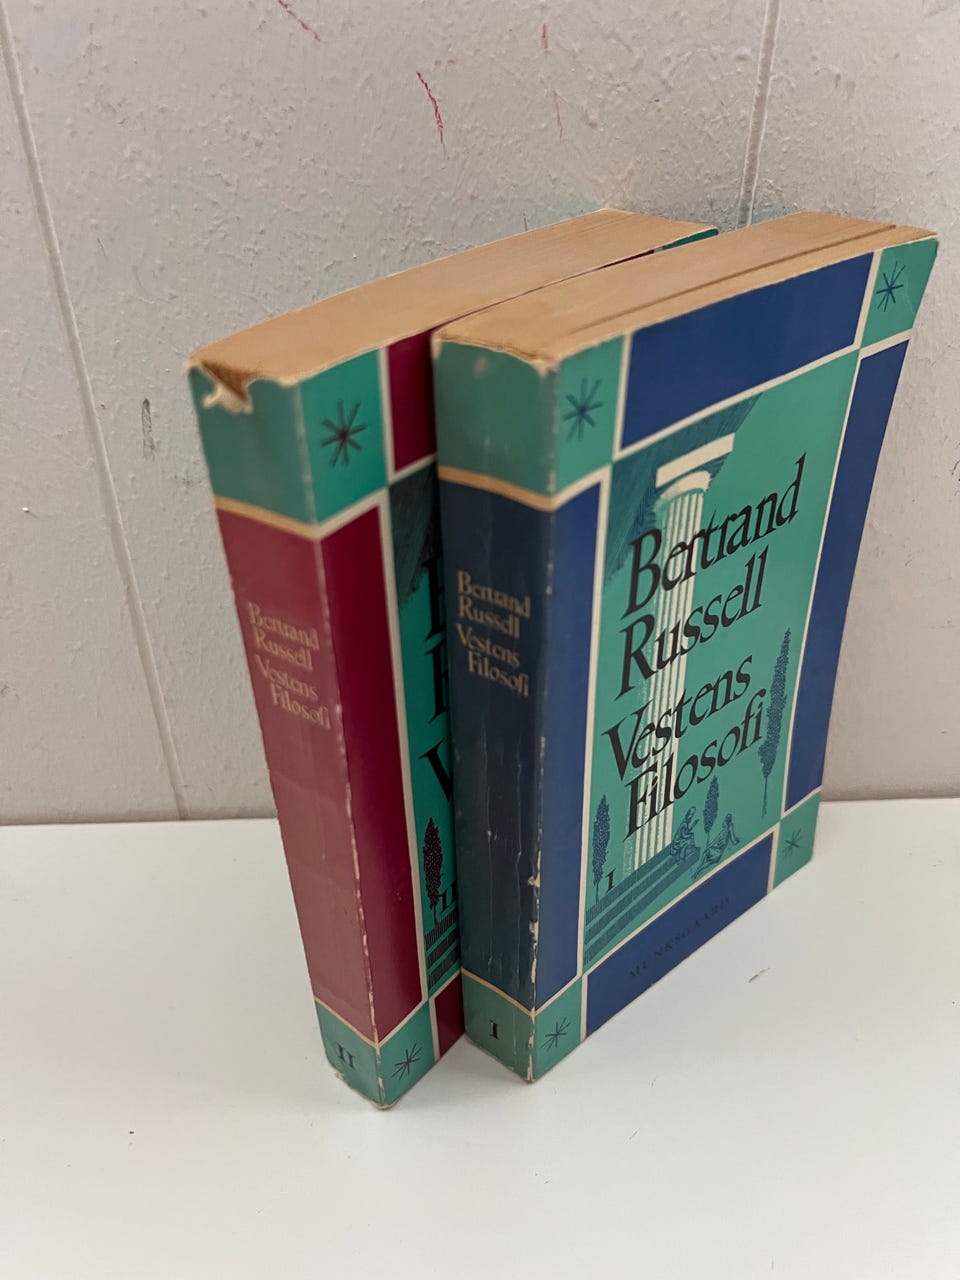 Bertrand
Russell
Vestens
Filosofi
II
II
Bertrand
Russell
Vestens
Filosofi
I
Bertrand
Russell
Vestens
Filosofi
I
MUNKSGAARD